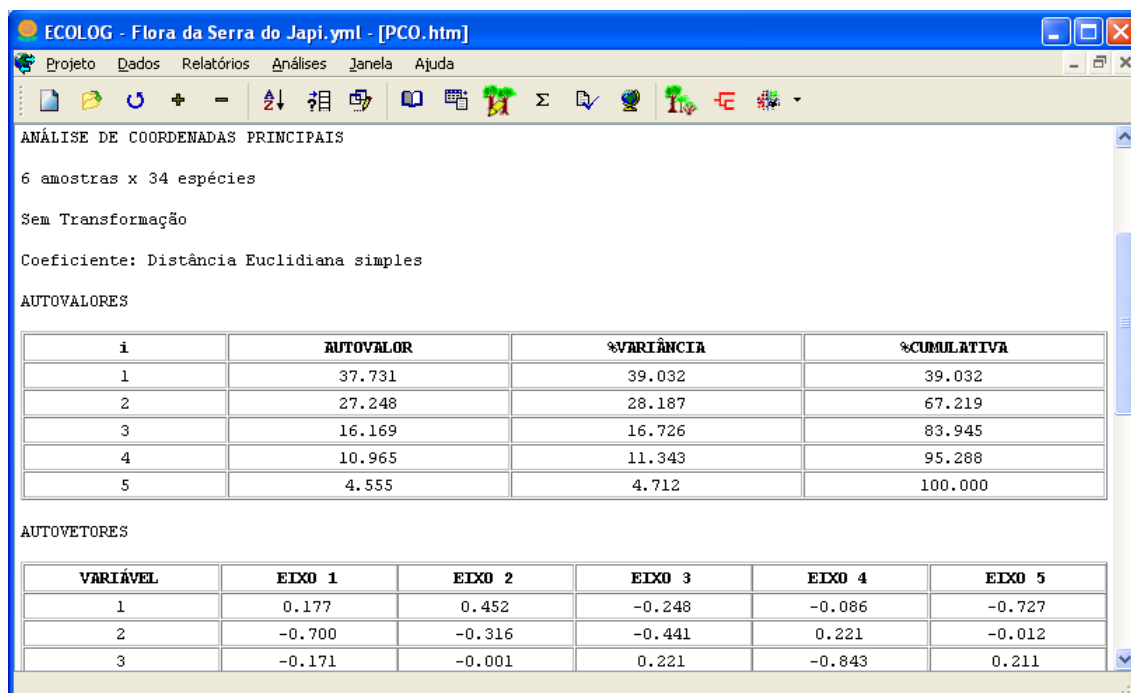 ECOLOG - Flora da Serra do Japi.yml - [PCO.htm]
Projeto Dados Relatórios Análises Janela Ajuda
ANÁLISE DE COORDENADAS PRINCIPAIS
6 amostras x 34 espécies
Sem Transformação
Coeficiente: Distância Euclidiana simples
AUTOVALORES
i AUTOVALOR %VARIÂNCIA %CUMULATIVA
1 37.731 39.032 39.032
2 27.248 28.187 67.219
3 16.169 16.726 83.945
4 10.965 11.343 95.288
5 4.555 4.712 100.000
AUTOVETORES
VARIÁVEL EIXO 1 EIXO 2 EIXO 3 EIXO 4 EIXO 5
1 0.177 0.452 -0.248 -0.086 -0.727
2 -0.700 -0.316 -0.441 0.221 -0.012
3 -0.171 -0.001 0.221 -0.843 0.211